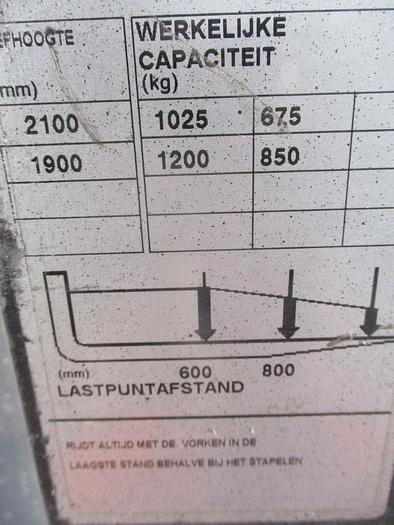 EFHOOGTE
WERKELIJKE
CAPACITEIT
mm)
(kg)
2100 1025 675
1900 1200 850
(mm) 600 800
LASTPUNTAFSTAND
RIJDT ALTIJD MET DE VORKEN IN DE
LAAGSTE STAND BEHALVE BIJ HET STAPELEN